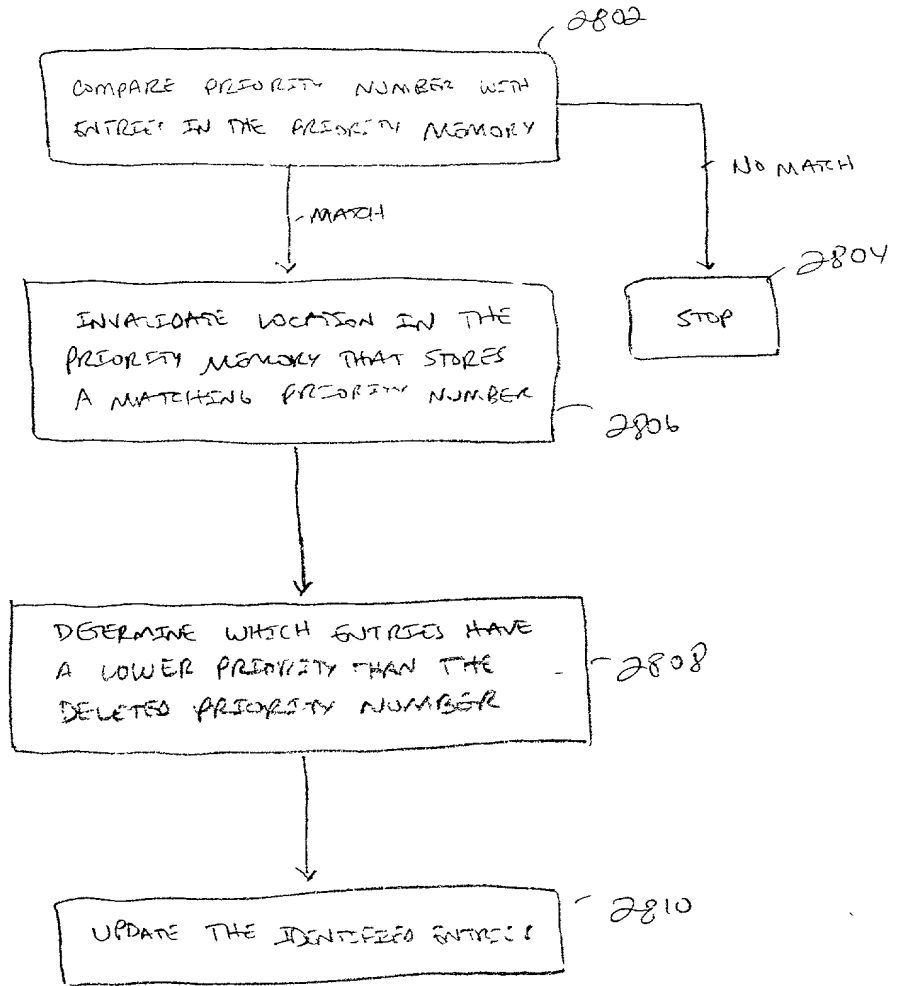 2802
COMPARE PRIORITY NUMBER WITH
ENTRIES IN THE PRIORITY MEMORY
NO MATCH
MATCH
2804
STOP
INVALIDATE LOCATION IN THE
PRIORITY MEMORY THAT STORES
A MATCHING PRIORITY NUMBER
2806
DETERMINE WHICH ENTRIES HAVE
A LOWER PRIORITY THAN THE
DELETED PRIORITY NUMBER
2808
2810
UPDATE THE IDENTIFIED ENTRIES